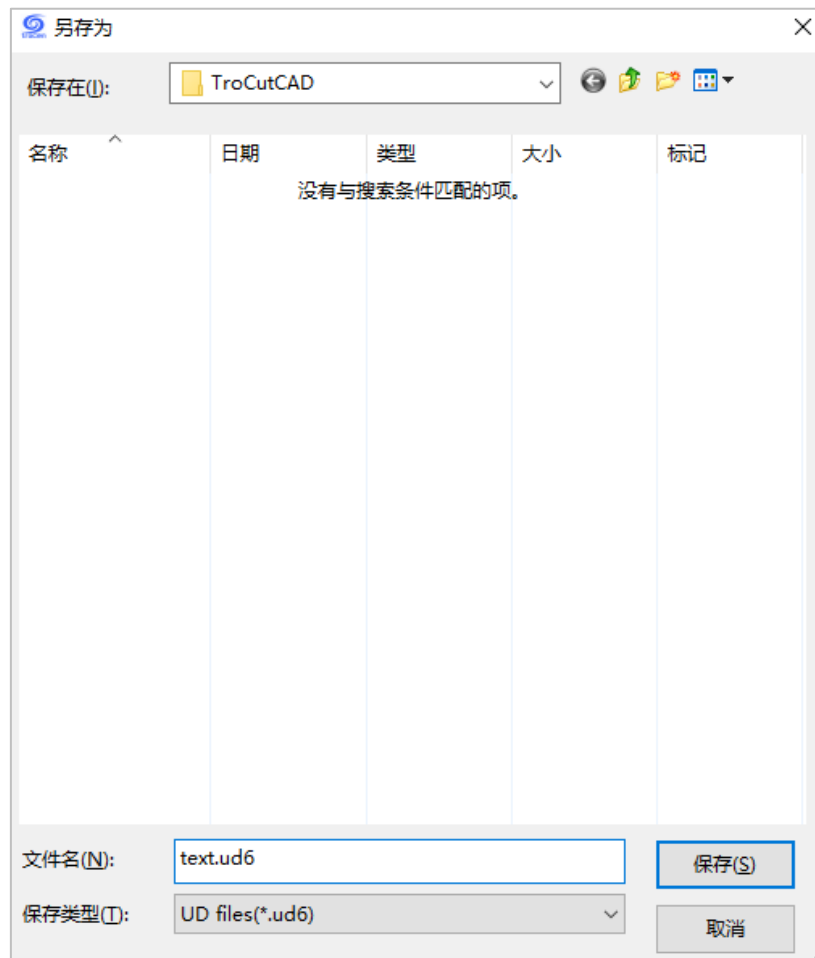 另存为
保存在(I): TroCutCAD
名称 日期 类型 大小 标记
没有与搜索条件匹配的项。
文件名(N): text.ud6 保存(S)
保存类型(T): UD files(*.ud6) 取消